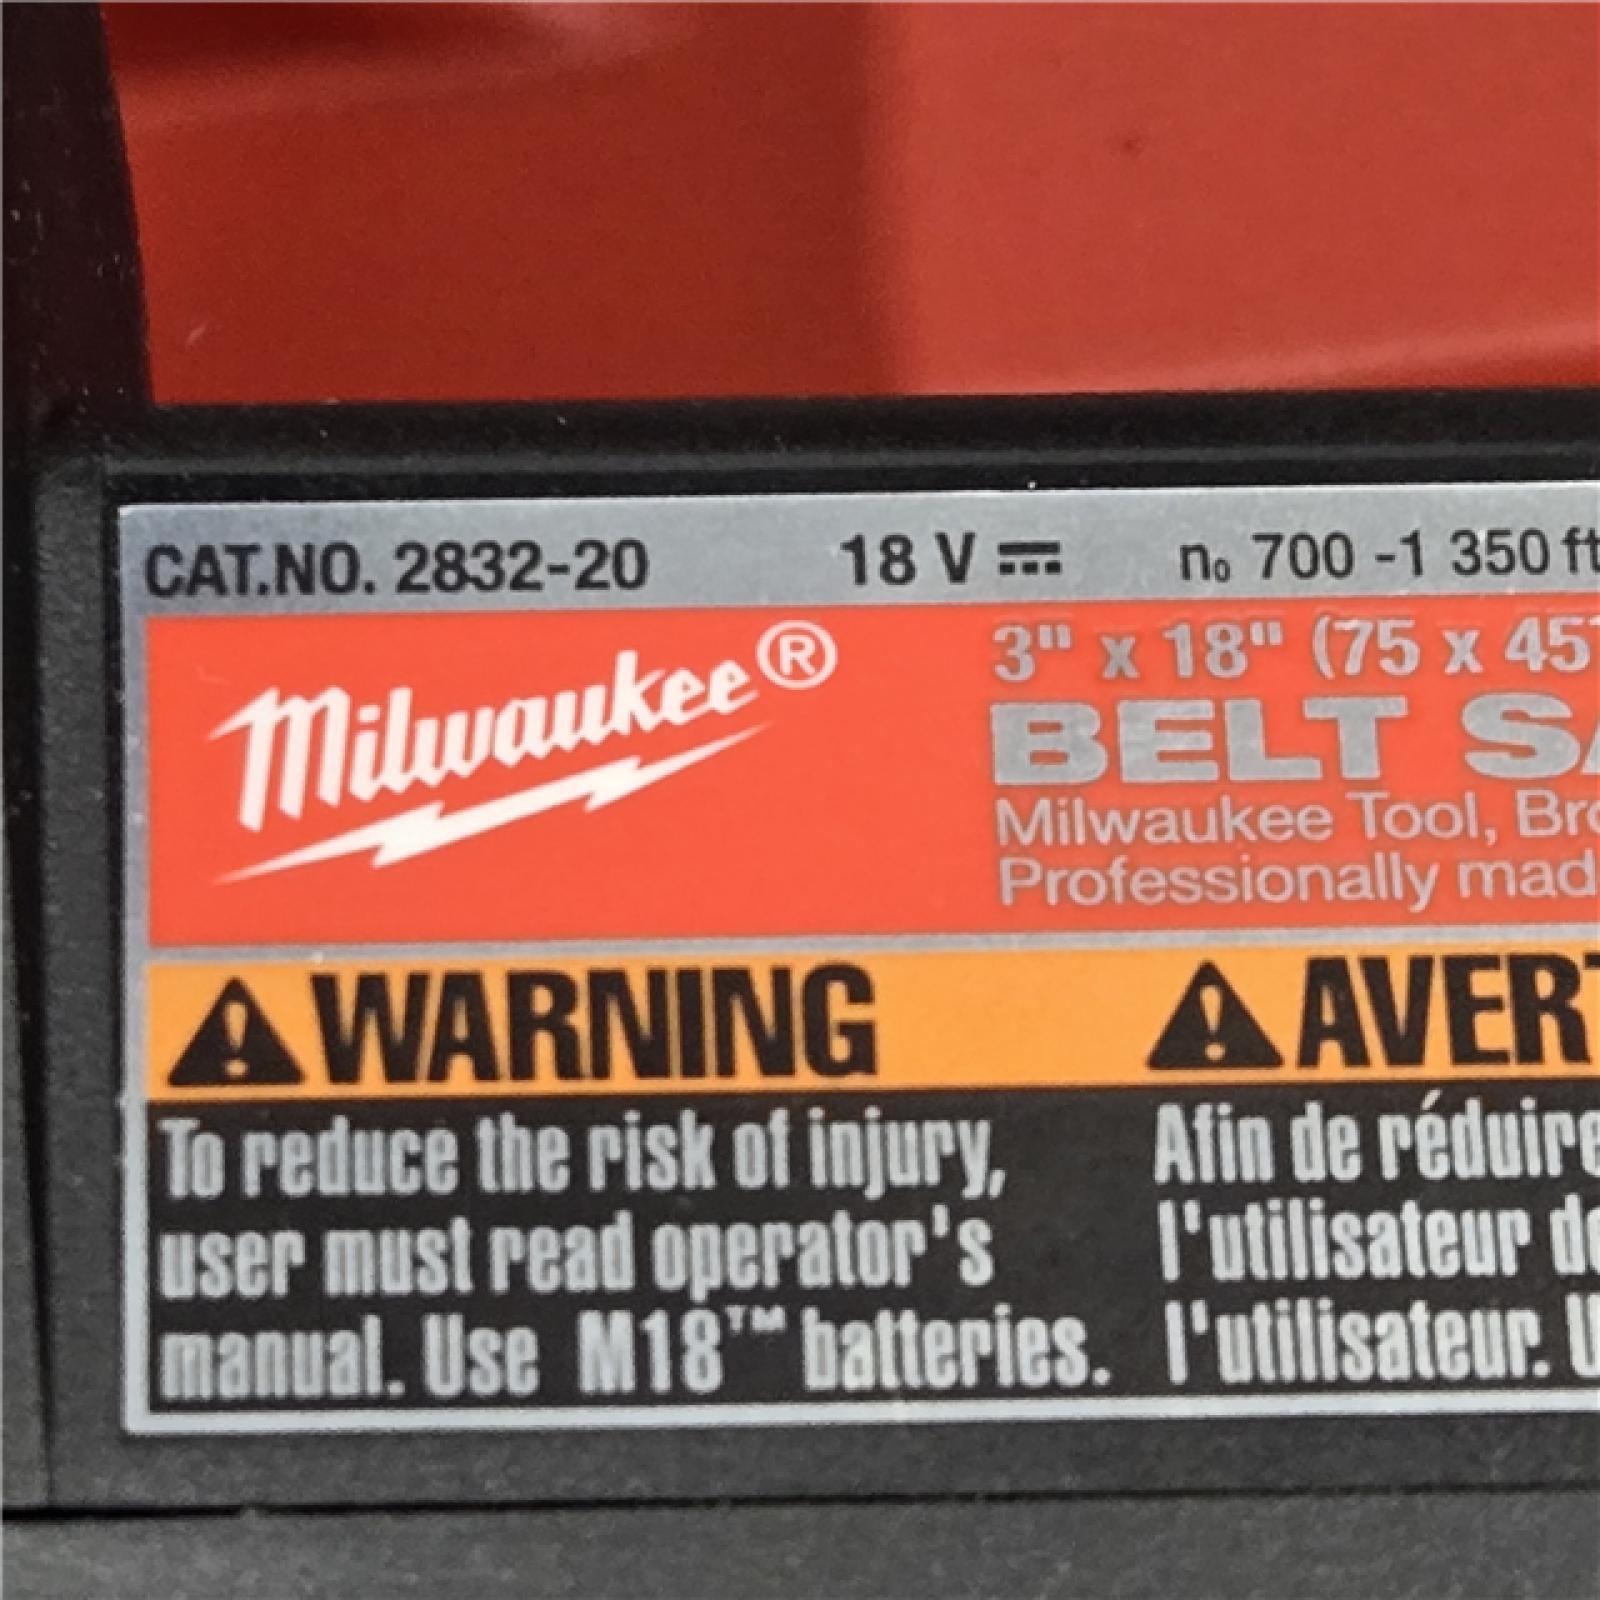 CAT.NO. 2832-20 18 V n₀ 700 -1 350 ft
Milwaukee®
3" x 18" (75 x 45
BELT SA
Milwaukee Tool, Bro
Professionally mad
WARNING
To reduce the risk of injury,
user must read operator's
manual. Use M18™ batteries.
AVERT
Afin de réduire
l'utilisateur de
l'utilisateur. U